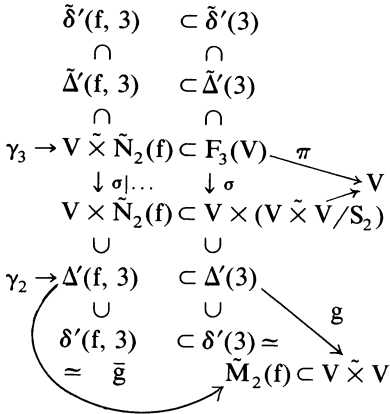 δ̃′(f, 3) ⊂ δ̃′(3)
∩ ∩
Δ̃′(f, 3) ⊂ Δ̃′(3)
∩ ∩
γ₃ → V ×̃ Ñ₂(f) ⊂ F₃(V) π
V
↓ σ|... ↓ σ
V × Ñ₂(f) ⊂ V × (V ×̃ V/S₂)
∪ ∪
γ₂ → Δ′(f, 3) ⊂ Δ′(3)
∪ ∪ g
δ′(f, 3) ⊂ δ′(3) ≃
≃ ḡ M̃₂(f) ⊂ V ×̃ V